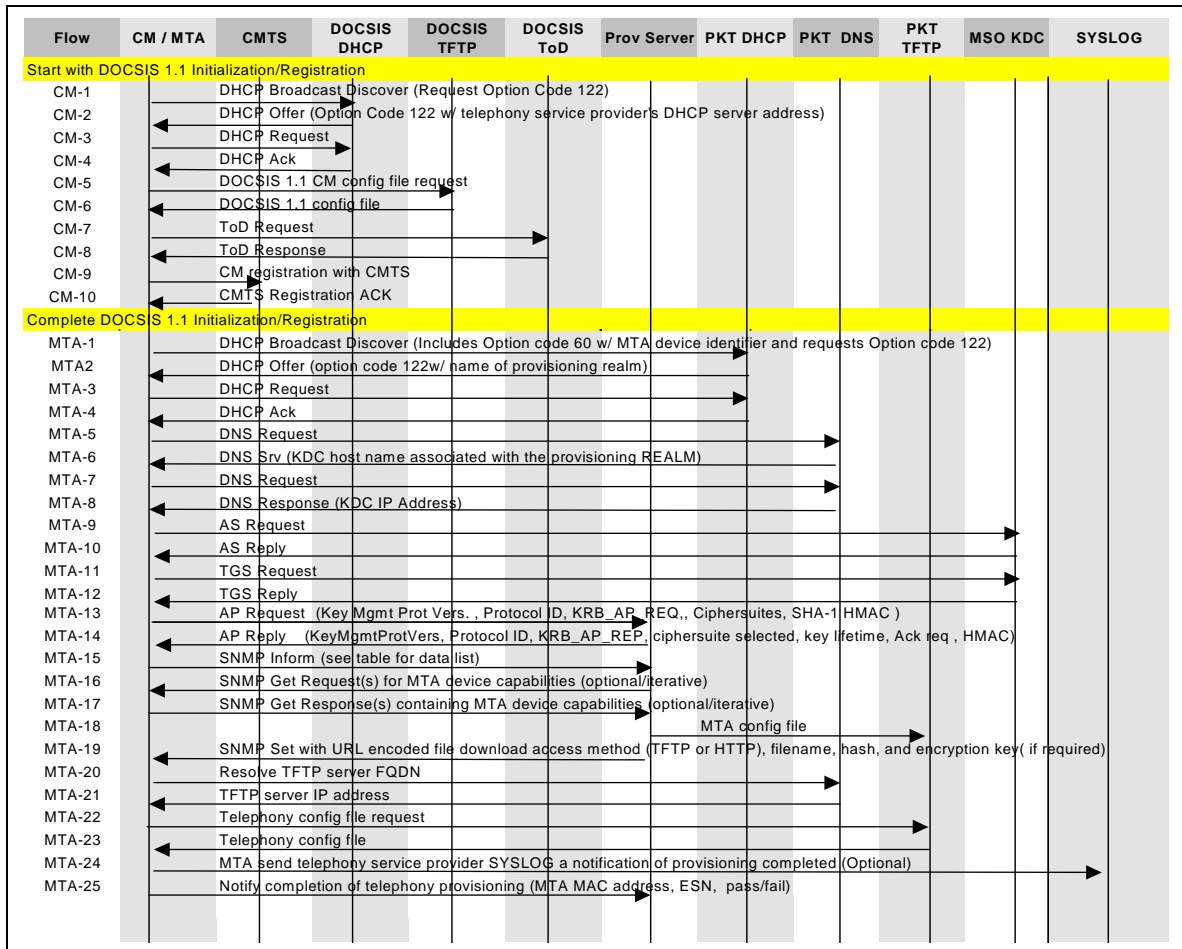 Flow CM / MTA CMTS DOCSIS DHCP DOCSIS TFTP DOCSIS ToD Prov Server PKT DHCP PKT DNS PKT TFTP MSO KDC SYSLOG
Start with DOCSIS 1.1 Initialization/Registration
CM-1 DHCP Broadcast Discover (Request Option Code 122)
CM-2 DHCP Offer (Option Code 122 w/ telephony service provider's DHCP server address)
CM-3 DHCP Request
CM-4 DHCP Ack
CM-5 DOCSIS 1.1 CM config file request
CM-6 DOCSIS 1.1 config file
CM-7 ToD Request
CM-8 ToD Response
CM-9 CM registration with CMTS
CM-10 CMTS Registration ACK
Complete DOCSIS 1.1 Initialization/Registration
MTA-1 DHCP Broadcast Discover (Includes Option code 60 w/ MTA device identifier and requests Option code 122)
MTA2 DHCP Offer (option code 122w/ name of provisioning realm)
MTA-3 DHCP Request
MTA-4 DHCP Ack
MTA-5 DNS Request
MTA-6 DNS Srv (KDC host name associated with the provisioning REALM)
MTA-7 DNS Request
MTA-8 DNS Response (KDC IP Address)
MTA-9 AS Request
MTA-10 AS Reply
MTA-11 TGS Request
MTA-12 TGS Reply
MTA-13 AP Request (Key Mgmt Prot Vers. , Protocol ID, KRB_AP_REQ,, Ciphersuites, SHA-1 HMAC )
MTA-14 AP Reply (KeyMgmtProtVers, Protocol ID, KRB_AP_REP, ciphersuite selected, key lifetime, Ack req , HMAC)
MTA-15 SNMP Inform (see table for data list)
MTA-16 SNMP Get Request(s) for MTA device capabilities (optional/iterative)
MTA-17 SNMP Get Response(s) containing MTA device capabilities (optional/iterative)
MTA-18 MTA config file
MTA-19 SNMP Set with URL encoded file download access method (TFTP or HTTP), filename, hash, and encryption key( if required)
MTA-20 Resolve TFTP server FQDN
MTA-21 TFTP server IP address
MTA-22 Telephony config file request
MTA-23 Telephony config file
MTA-24 MTA send telephony service provider SYSLOG a notification of provisioning completed (Optional)
MTA-25 Notify completion of telephony provisioning (MTA MAC address, ESN, pass/fail)